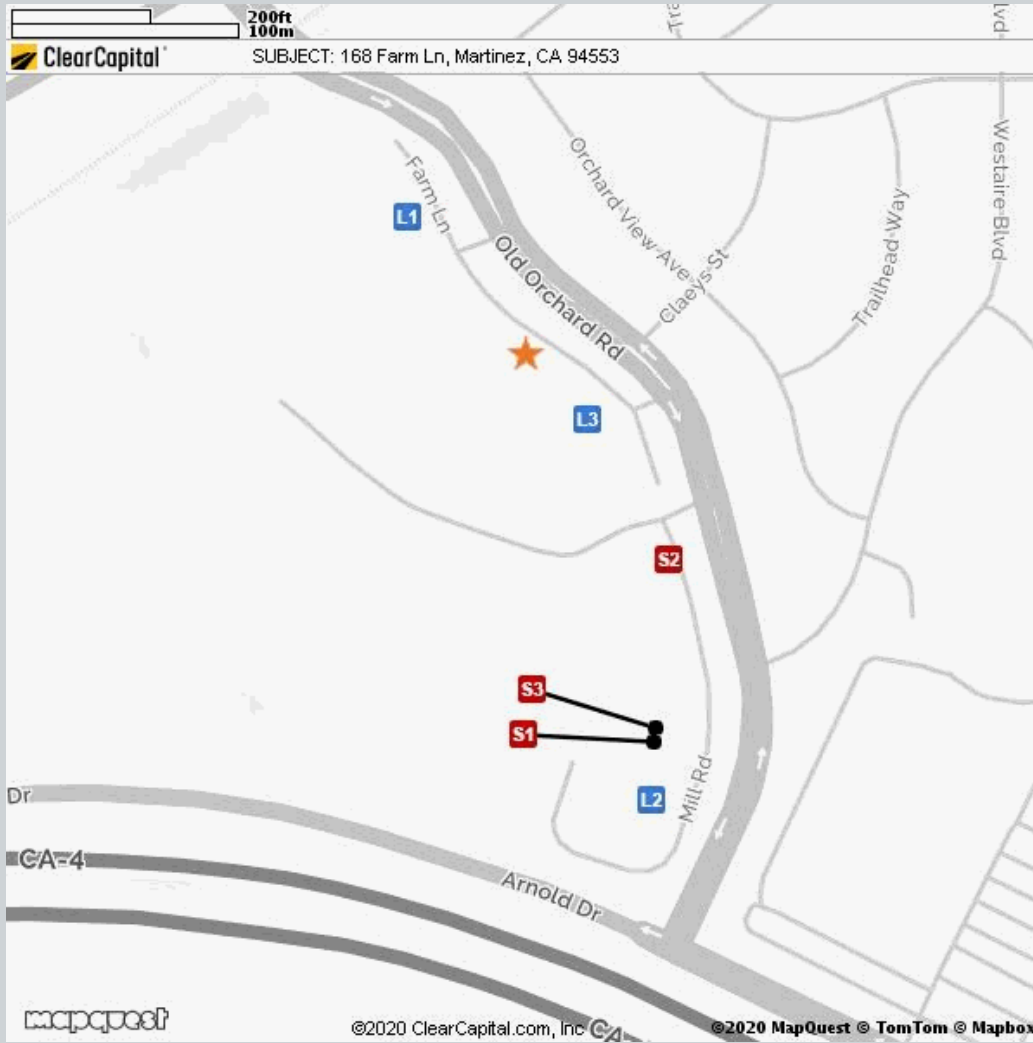 200ft
100m
ClearCapital
SUBJECT: 168 Farm Ln, Martinez, CA 94553
Farm Ln
Orchard View Ave
Old Orchard Rd
Claeys St
Trailhead Way
Westaire Blvd
L1
L3
S2
S3
S1
L2
Mill Rd
Dr
CA-4
Arnold Dr
mapquest
©2020 ClearCapital.com, Inc
CA
©2020 MapQuest © TomTom © Mapbox